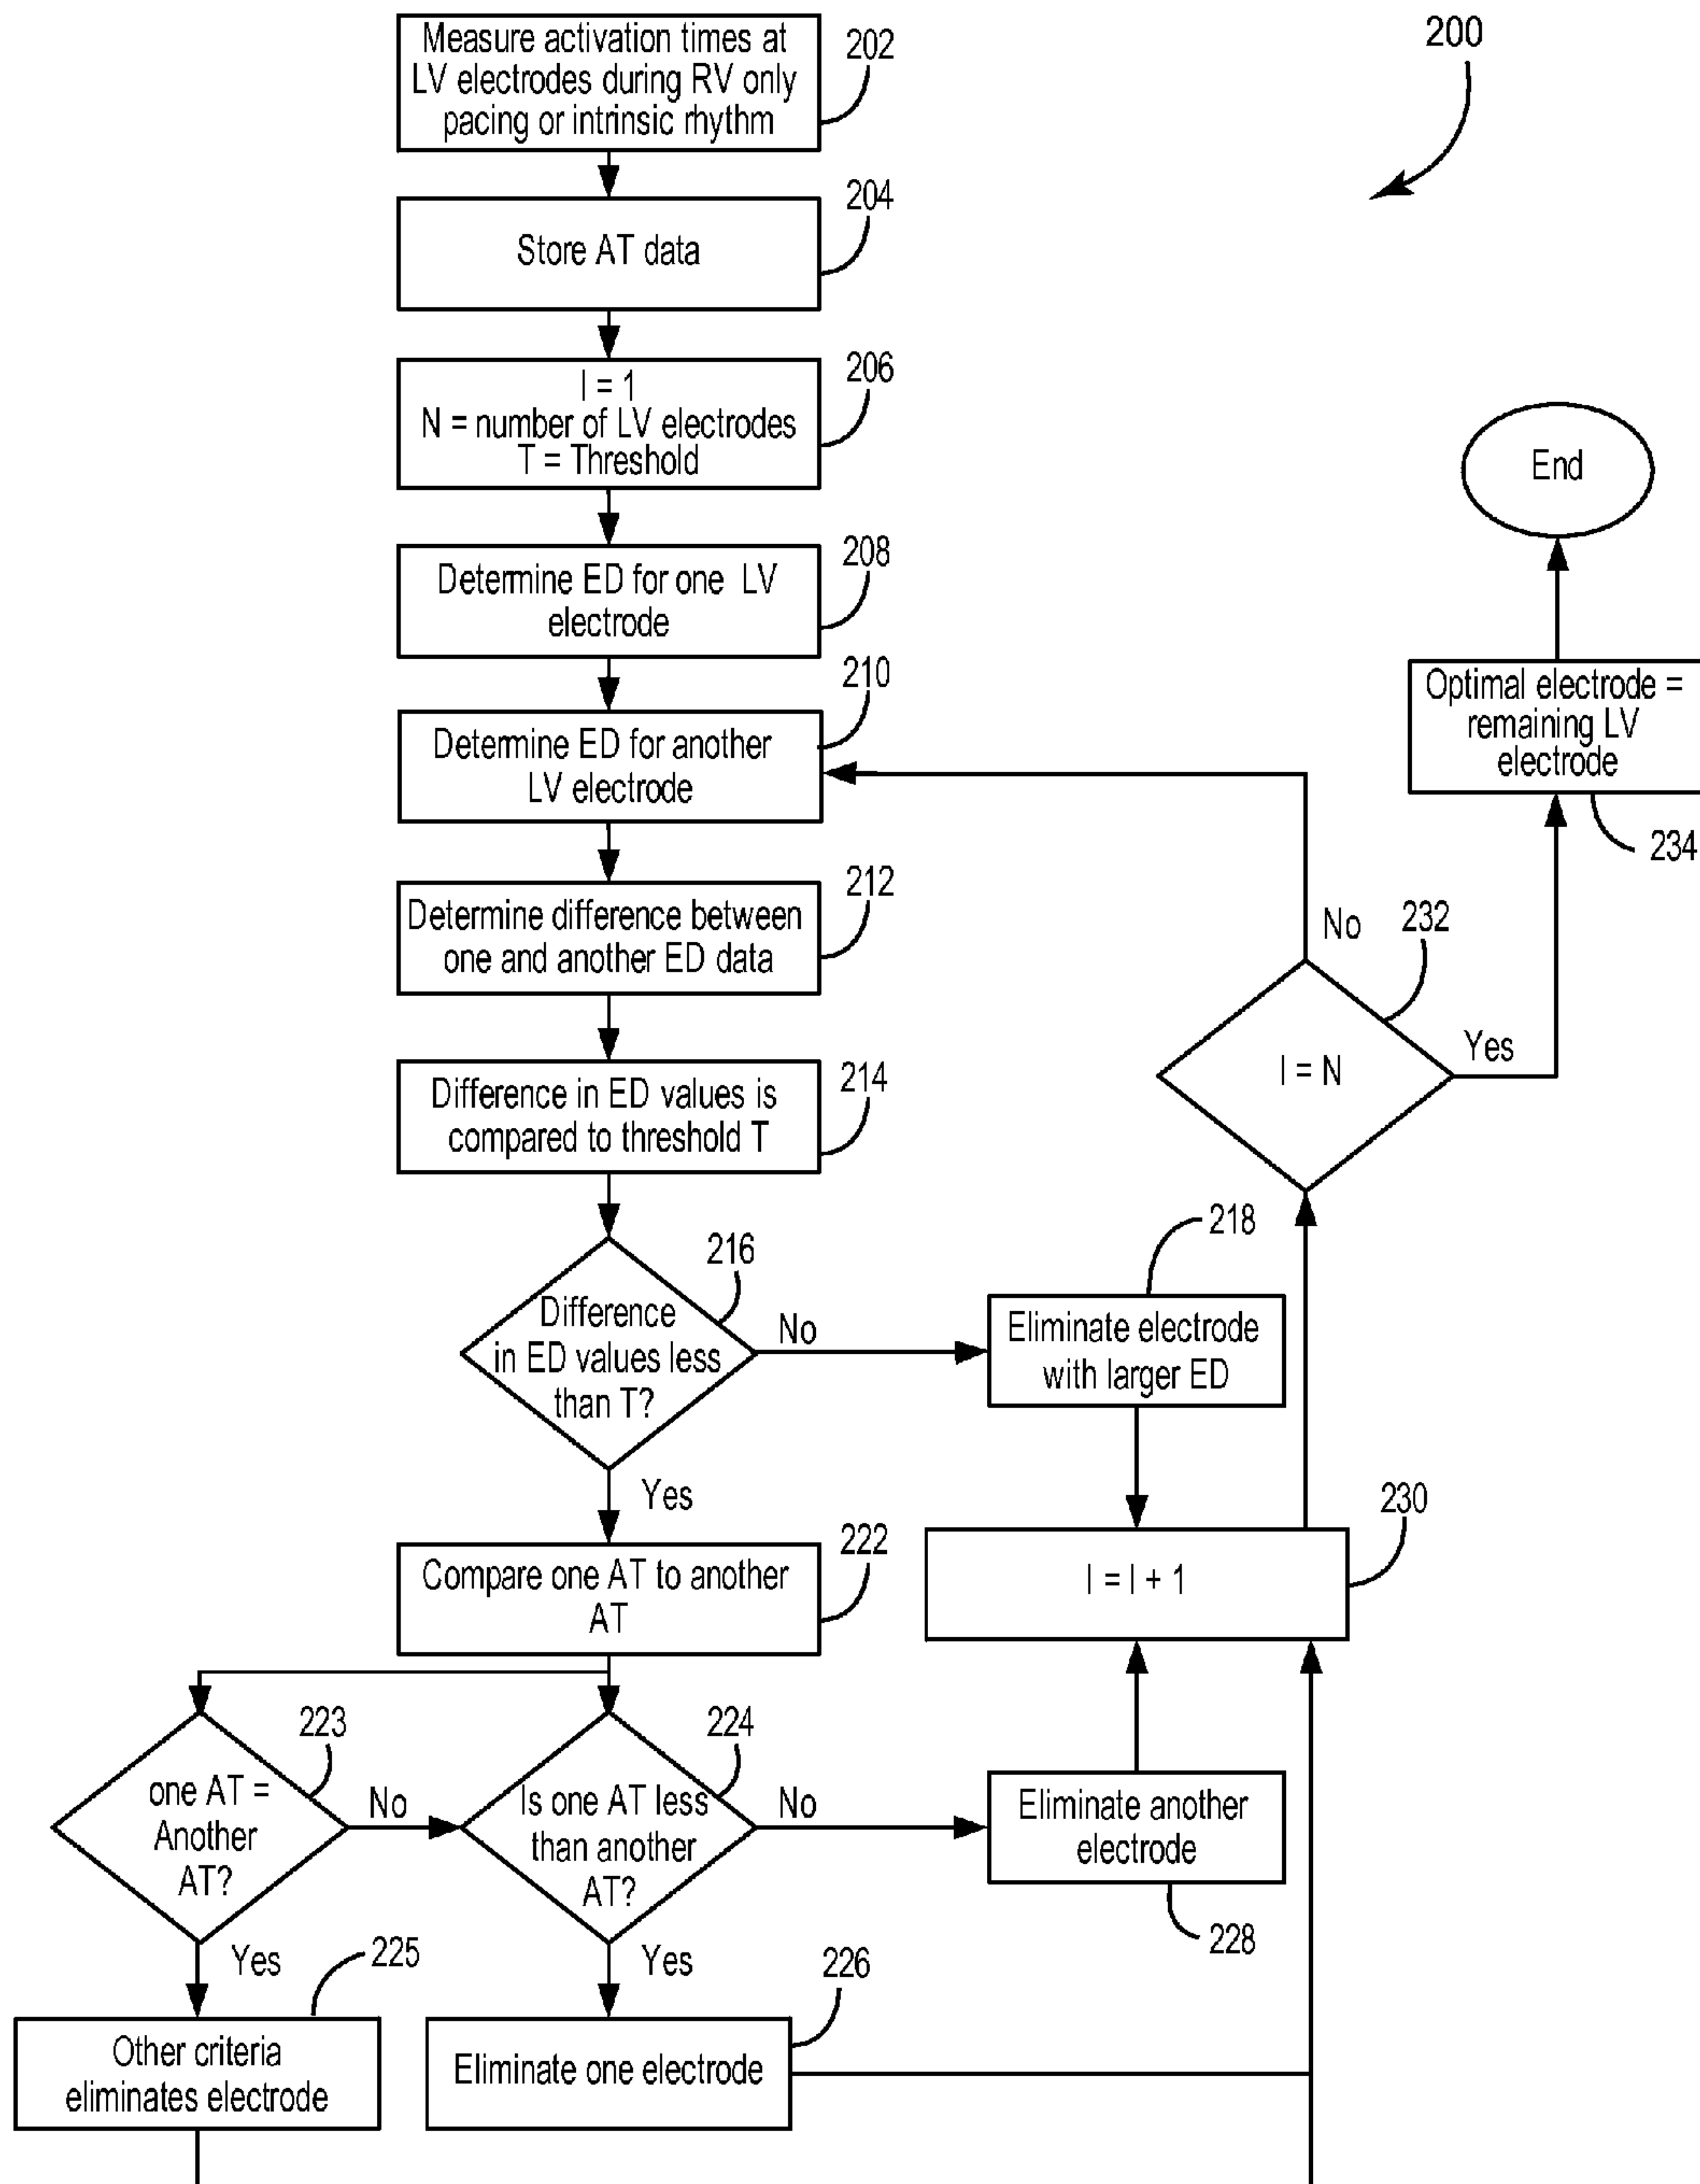 Measure activation times at
LV electrodes during RV only
pacing or intrinsic rhythm
202
200
Store AT data
204
I = 1
N = number of LV electrodes
T = Threshold
206
End
Determine ED for one LV
electrode
208
Determine ED for another
LV electrode
210
Optimal electrode =
remaining LV
electrode
234
Determine difference between
one and another ED data
212
No
232
I = N
Yes
Difference in ED values is
compared to threshold T
214
Difference
in ED values less
than T?
216
No
Eliminate electrode
with larger ED
218
Yes
Compare one AT to another
AT
222
I = I + 1
230
one AT =
Another
AT?
223
No
Is one AT less
than another
AT?
224
No
Eliminate another
electrode
228
Yes
225
Yes
226
Other criteria
eliminates electrode
Eliminate one electrode